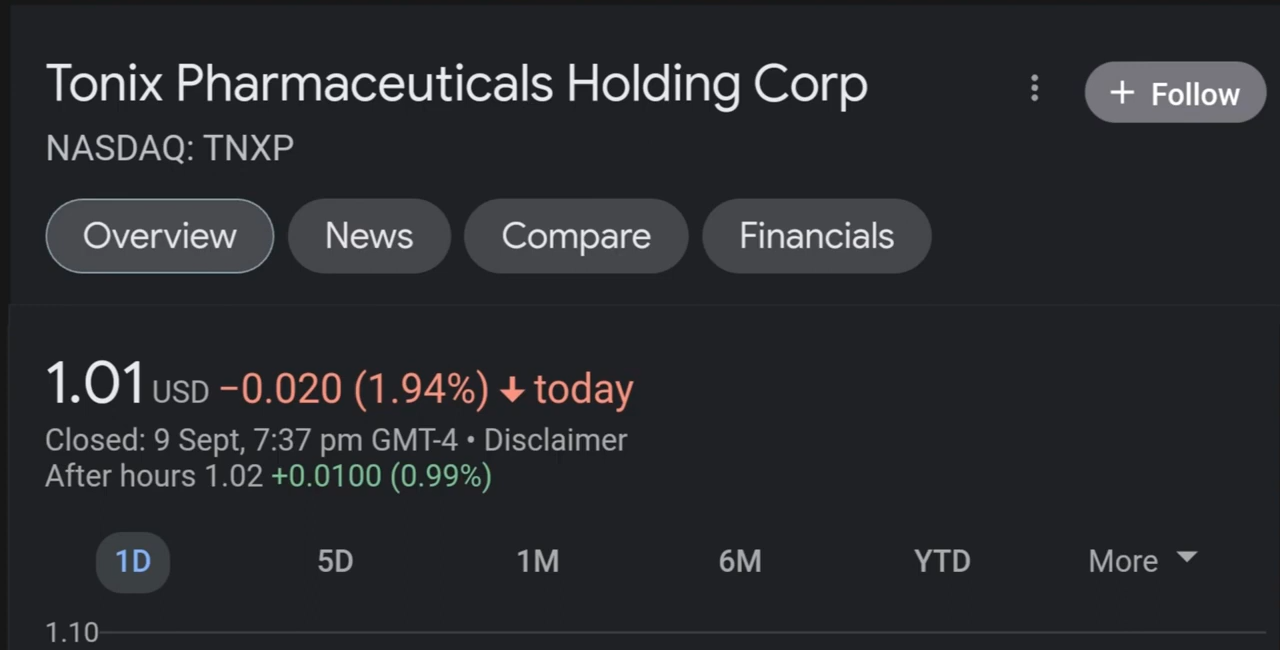 Tonix Pharmaceuticals Holding Corp
+ Follow
NASDAQ: TNXP
Overview News Compare Financials
1.01 USD −0.020 (1.94%) ↓ today
Closed: 9 Sept, 7:37 pm GMT-4 • Disclaimer
After hours 1.02 +0.0100 (0.99%)
1D 5D 1M 6M YTD More
1.10